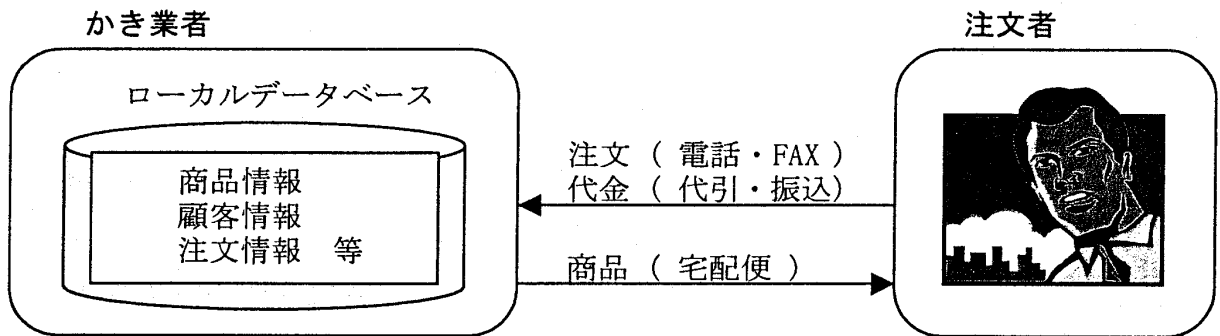 かき業者
注文者
ローカルデータベース
商品情報
顧客情報
注文情報　等
注文（ 電話・FAX ）
代金（ 代引・振込）
商品（ 宅配便 ）